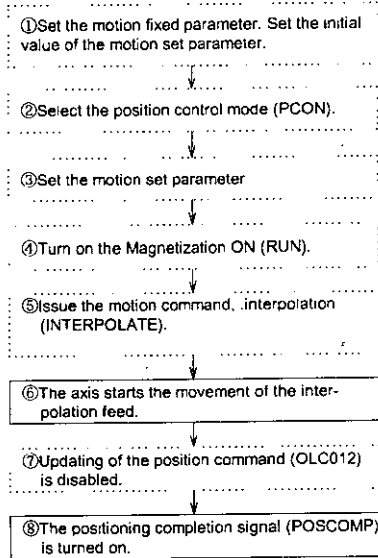 ①Set the motion fixed parameter. Set the initial
value of the motion set parameter.
②Select the position control mode (PCON).
③Set the motion set parameter
④Turn on the Magnetization ON (RUN).
⑤Issue the motion command, .interpolation
(INTERPOLATE).
⑥The axis starts the movement of the inter-
polation feed.
⑦Updating of the position command (OLC012)
is disabled.
⑧The positioning completion signal (POSCOMP)
is turned on.